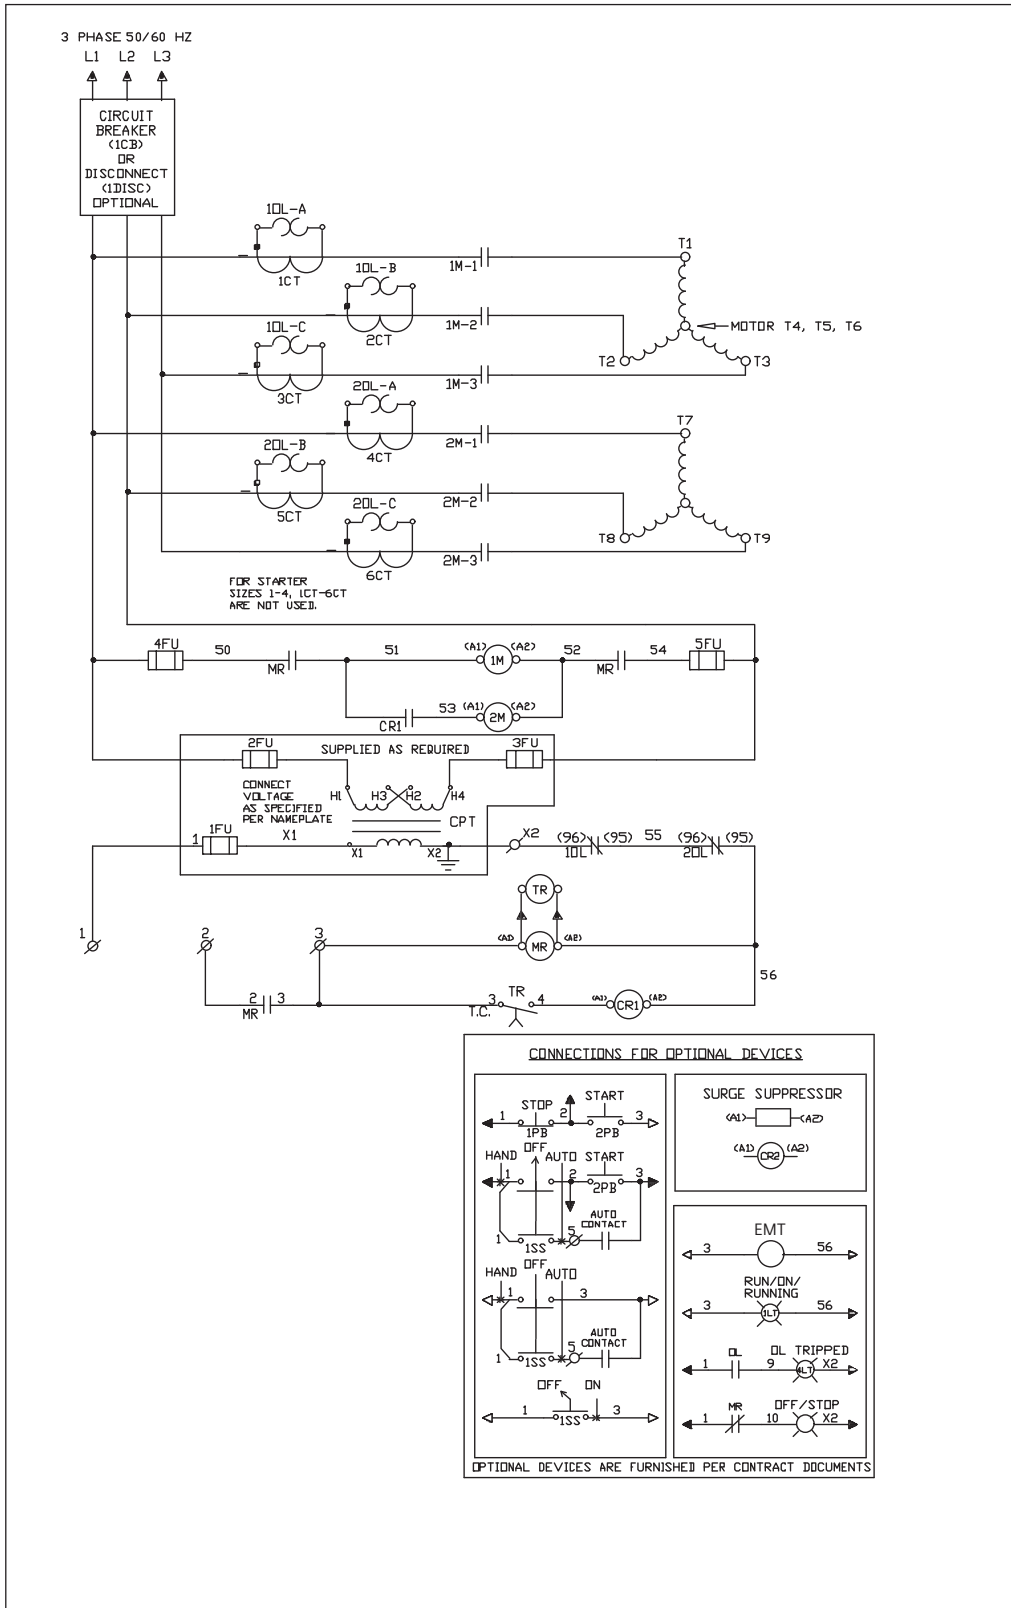 3 PHASE 50/60 HZ
L1 L2 L3
CIRCUIT
BREAKER
(1CB)
OR
DISCONNECT
(1DISC)
OPTIONAL
1OL-A
1CT
1M-1
T1
1OL-B
2CT
1M-2
MOTOR T4, T5, T6
1OL-C
3CT
1M-3
T2
T3
2OL-A
4CT
2M-1
T7
2OL-B
5CT
2M-2
2OL-C
6CT
2M-3
T8
T9
FOR STARTER
SIZES 1-4, 1CT-6CT
ARE NOT USED.
4FU 50 MR 51 (A1) 1M (A2) 52 MR 54 5FU
CR1 53 (A1) 2M (A2)
2FU SUPPLIED AS REQUIRED 3FU
CONNECT
VOLTAGE
AS SPECIFIED
PER NAMEPLATE
H1 H3 H2 H4
CPT
1 1FU X1 X1 X2 X2 (96) 1OL (95) 55 (96) 2OL (95)
TR
1 2 3 (A1) MR (A2)
56
2 MR 3 T.C. 3 TR 4 (A1) CR1 (A2)
CONNECTIONS FOR OPTIONAL DEVICES
1 STOP 1PB 2 START 2PB 3
HAND OFF AUTO START
1 2 2PB 3
AUTO
CONTACT
1 1SS 5
HAND OFF AUTO
1 3
AUTO
CONTACT
1 1SS 5
OFF ON
1 1SS 3
SURGE SUPPRESSOR
(A1) (A2)
(A1) CR2 (A2)
EMT
3 56
RUN/ON/
RUNNING
3 1LT 56
OL OL TRIPPED
1 9 4LT X2
MR OFF/STOP
1 10 X2
OPTIONAL DEVICES ARE FURNISHED PER CONTRACT DOCUMENTS